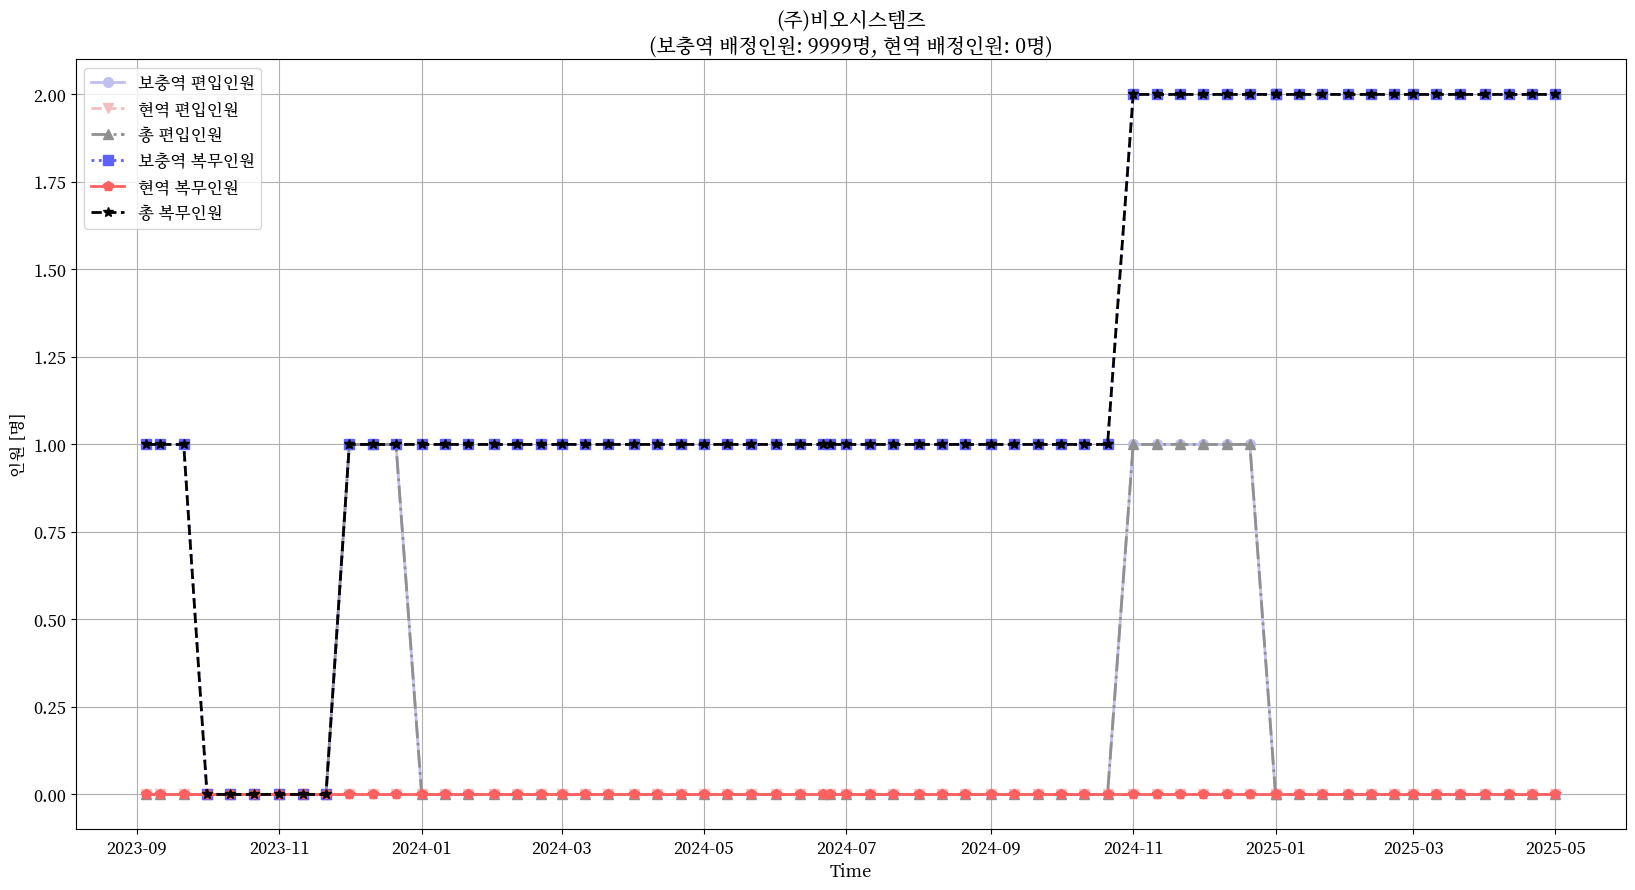 (주)비오시스템즈
(보충역 배정인원: 9999명, 현역 배정인원: 0명)
보충역 편입인원
현역 편입인원
총 편입인원
보충역 복무인원
현역 복무인원
총 복무인원
2.00
1.75
1.50
1.25
1.00
0.75
0.50
0.25
0.00
인원 [명]
2023-09 2023-11 2024-01 2024-03 2024-05 2024-07 2024-09 2024-11 2025-01 2025-03 2025-05
Time